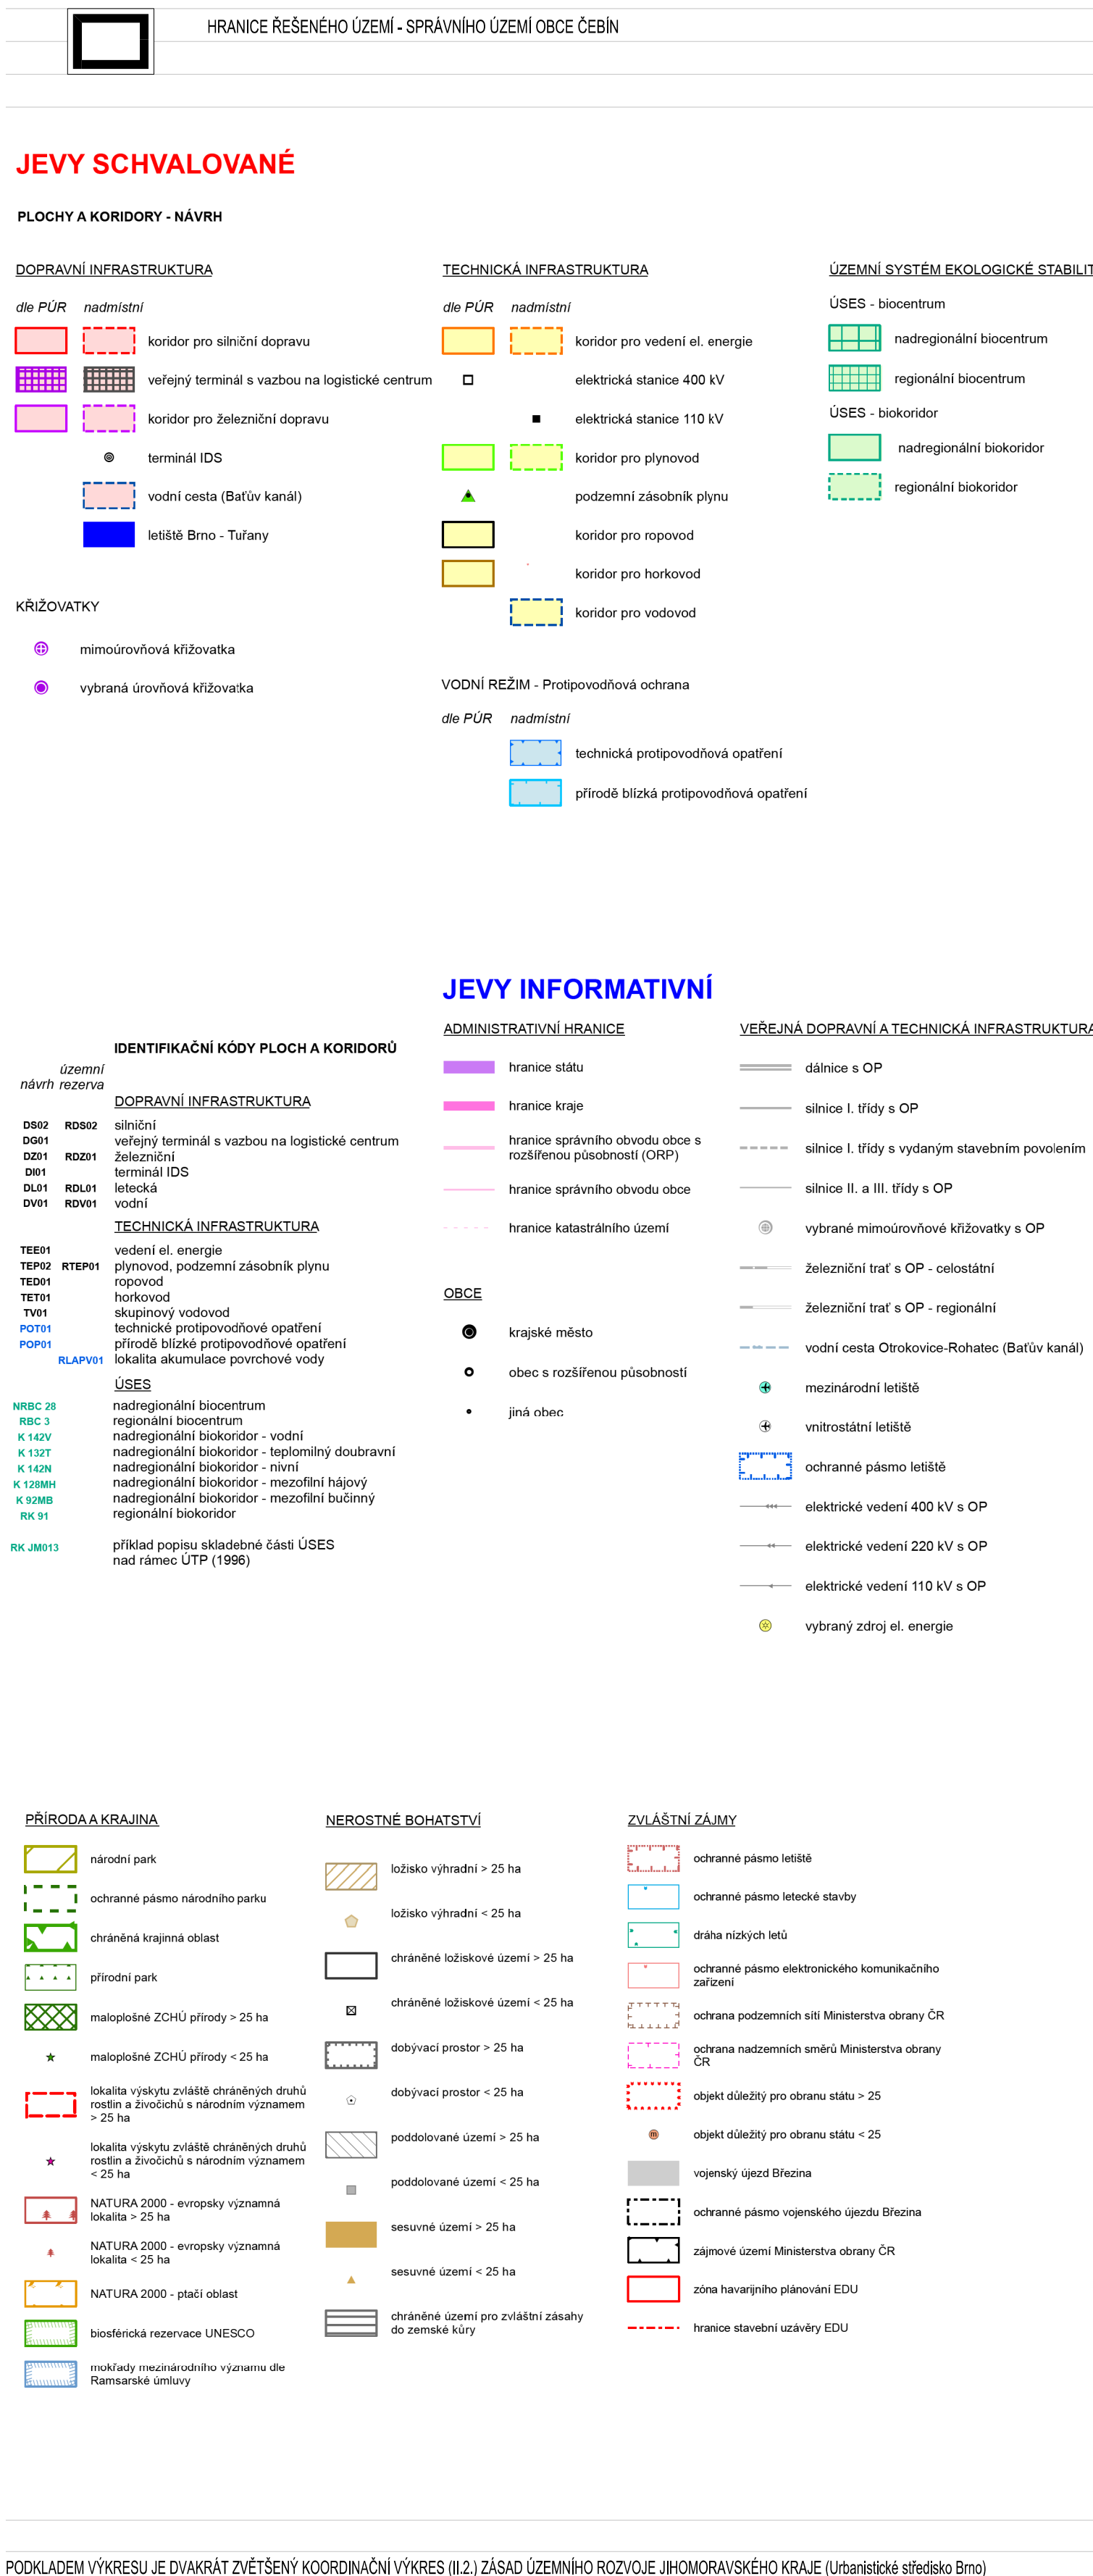 HRANICE ŘEŠENÉHO ÚZEMÍ - SPRÁVNÍHO ÚZEMÍ OBCE ČEBÍN
JEVY SCHVALOVANÉ
PLOCHY A KORIDORY - NÁVRH
DOPRAVNÍ INFRASTRUKTURA
dle PÚR nadmístní
koridor pro silniční dopravu
veřejný terminál s vazbou na logistické centrum
koridor pro železniční dopravu
terminál IDS
vodní cesta (Baťův kanál)
letiště Brno - Tuřany
KŘIŽOVATKY
mimoúrovňová křižovatka
vybraná úrovňová křižovatka
TECHNICKÁ INFRASTRUKTURA
dle PÚR nadmístní
koridor pro vedení el. energie
elektrická stanice 400 kV
elektrická stanice 110 kV
koridor pro plynovod
podzemní zásobník plynu
koridor pro ropovod
koridor pro horkovod
koridor pro vodovod
VODNÍ REŽIM - Protipovodňová ochrana
dle PÚR nadmístní
technická protipovodňová opatření
přírodě blízká protipovodňová opatření
ÚZEMNÍ SYSTÉM EKOLOGICKÉ STABILIT
ÚSES - biocentrum
nadregionální biocentrum
regionální biocentrum
ÚSES - biokoridor
nadregionální biokoridor
regionální biokoridor
IDENTIFIKAČNÍ KÓDY PLOCH A KORIDORŮ
územní
návrh rezerva
DOPRAVNÍ INFRASTRUKTURA
DS02 RDS02 silniční
DG01 veřejný terminál s vazbou na logistické centrum
DZ01 RDZ01 železniční
DI01 terminál IDS
DL01 RDL01 letecká
DV01 RDV01 vodní
TECHNICKÁ INFRASTRUKTURA
TEE01 vedení el. energie
TEP02 RTEP01 plynovod, podzemní zásobník plynu
TED01 ropovod
TET01 horkovod
TV01 skupinový vodovod
POT01 technické protipovodňové opatření
POP01 přírodě blízké protipovodňové opatření
RLAPV01 lokalita akumulace povrchové vody
ÚSES
NRBC 28 nadregionální biocentrum
RBC 3 regionální biocentrum
K 142V nadregionální biokoridor - vodní
K 132T nadregionální biokoridor - teplomilný doubravní
K 142N nadregionální biokoridor - nivní
K 128MH nadregionální biokoridor - mezofilní hájový
K 92MB nadregionální biokoridor - mezofilní bučinný
RK 91 regionální biokoridor
RK JM013 příklad popisu skladebné části ÚSES
nad rámec ÚTP (1996)
JEVY INFORMATIVNÍ
ADMINISTRATIVNÍ HRANICE
hranice státu
hranice kraje
hranice správního obvodu obce s
rozšířenou působností (ORP)
hranice správního obvodu obce
hranice katastrálního území
OBCE
krajské město
obec s rozšířenou působností
jiná obec
VEŘEJNÁ DOPRAVNÍ A TECHNICKÁ INFRASTRUKTURA
dálnice s OP
silnice I. třídy s OP
silnice I. třídy s vydaným stavebním povolením
silnice II. a III. třídy s OP
vybrané mimoúrovňové křižovatky s OP
železniční trať s OP - celostátní
železniční trať s OP - regionální
vodní cesta Otrokovice-Rohatec (Baťův kanál)
mezinárodní letiště
vnitrostátní letiště
ochranné pásmo letiště
elektrické vedení 400 kV s OP
elektrické vedení 220 kV s OP
elektrické vedení 110 kV s OP
vybraný zdroj el. energie
PŘÍRODA A KRAJINA
národní park
ochranné pásmo národního parku
chráněná krajinná oblast
přírodní park
maloplošné ZCHÚ přírody > 25 ha
maloplošné ZCHÚ přírody < 25 ha
lokalita výskytu zvláště chráněných druhů
rostlin a živočichů s národním významem
> 25 ha
lokalita výskytu zvláště chráněných druhů
rostlin a živočichů s národním významem
< 25 ha
NATURA 2000 - evropsky významná
lokalita > 25 ha
NATURA 2000 - evropsky významná
lokalita < 25 ha
NATURA 2000 - ptačí oblast
biosférická rezervace UNESCO
mokřady mezinárodního významu dle
Ramsarské úmluvy
NEROSTNÉ BOHATSTVÍ
ložisko výhradní > 25 ha
ložisko výhradní < 25 ha
chráněné ložiskové území > 25 ha
chráněné ložiskové území < 25 ha
dobývací prostor > 25 ha
dobývací prostor < 25 ha
poddolované území > 25 ha
poddolované území < 25 ha
sesuvné území > 25 ha
sesuvné území < 25 ha
chráněné území pro zvláštní zásahy
do zemské kůry
ZVLÁŠTNÍ ZÁJMY
ochranné pásmo letiště
ochranné pásmo letecké stavby
dráha nízkých letů
ochranné pásmo elektronického komunikačního
zařízení
ochrana podzemních sítí Ministerstva obrany ČR
ochrana nadzemních směrů Ministerstva obrany
ČR
objekt důležitý pro obranu státu > 25
objekt důležitý pro obranu státu < 25
vojenský újezd Březina
ochranné pásmo vojenského újezdu Březina
zájmové území Ministerstva obrany ČR
zóna havarijního plánování EDU
hranice stavební uzávěry EDU
PODKLADEM VÝKRESU JE DVAKRÁT ZVĚTŠENÝ KOORDINAČNÍ VÝKRES (II.2.) ZÁSAD ÚZEMNÍHO ROZVOJE JIHOMORAVSKÉHO KRAJE (Urbanistické středisko Brno)